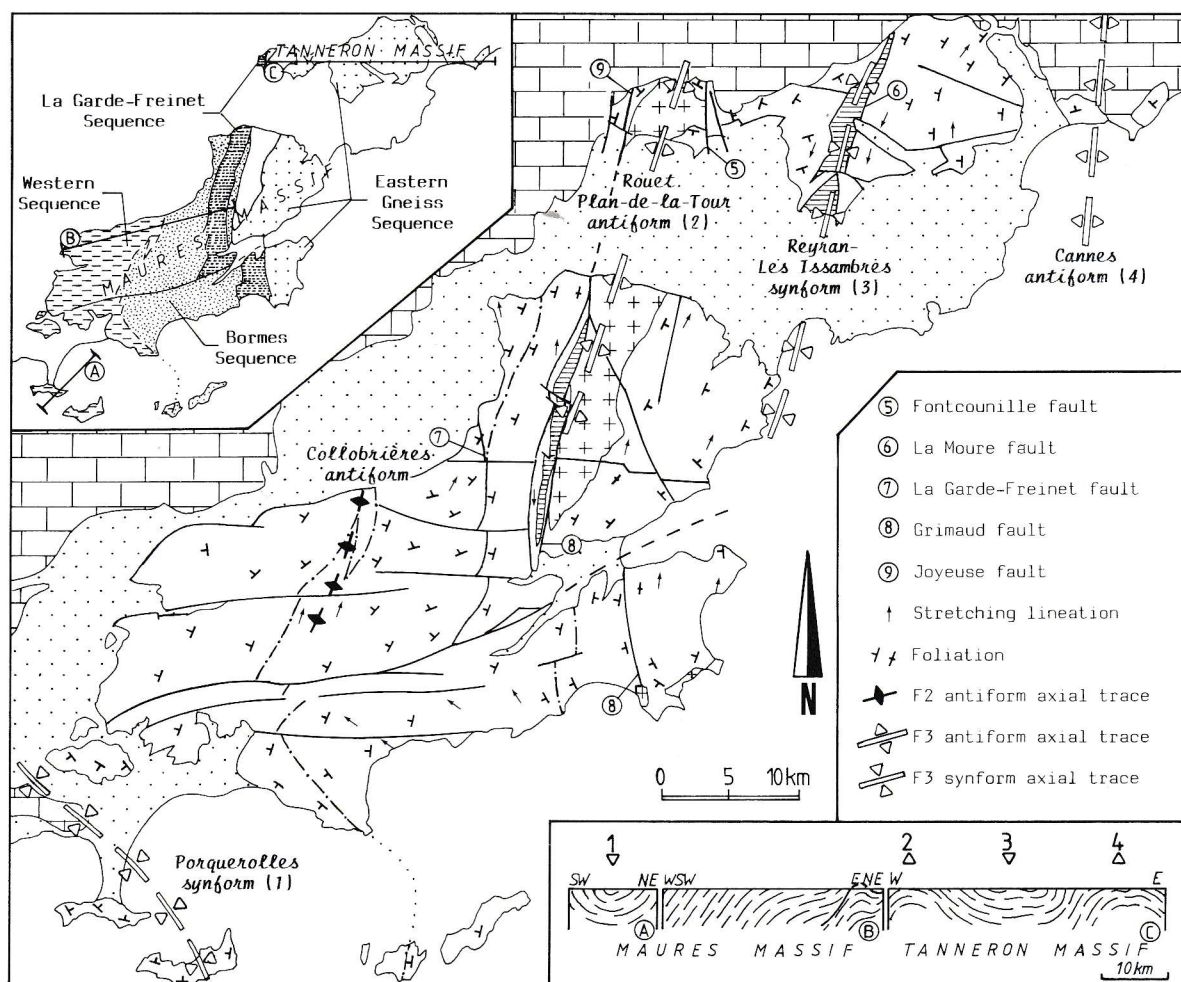 TANNERON MASSIF
C
La Garde-Freinet
Sequence
Western
Sequence
B
MAURES
MASSIF
Eastern
Gneiss
Sequence
Bormes
Sequence
A
9
5
Rouet.
Plan-de-la-Tour
antiform (2)
6
Reyran-
Les Issambres
synform (3)
Cannes
antiform (4)
7
Collobrières
antiform
8
8
Porquerolles
synform (1)
N
0 5 10km
5 Fontcounille fault
6 La Moure fault
7 La Garde-Freinet fault
8 Grimaud fault
9 Joyeuse fault
Stretching lineation
Foliation
F2 antiform axial trace
F3 antiform axial trace
F3 synform axial trace
1 2 3 4
SW NE WSW ENE W E
A B C
MAURES MASSIF TANNERON MASSIF
10km